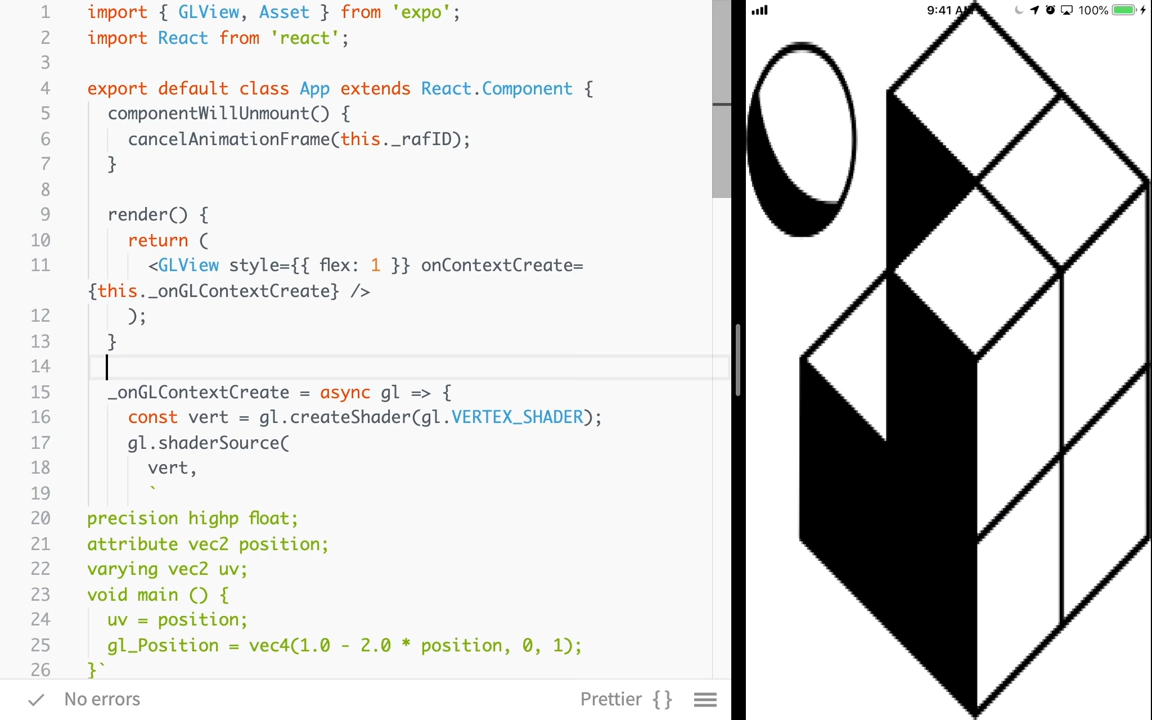 1 import { GLView, Asset } from 'expo';
2 import React from 'react';
3
4 export default class App extends React.Component {
5 componentWillUnmount() {
6 cancelAnimationFrame(this._rafID);
7 }
8
9 render() {
10 return (
11 <GLView style={{ flex: 1 }} onContextCreate=
{this._onGLContextCreate} />
12 );
13 }
14
15 _onGLContextCreate = async gl => {
16 const vert = gl.createShader(gl.VERTEX_SHADER);
17 gl.shaderSource(
18 vert,
19 `
20 precision highp float;
21 attribute vec2 position;
22 varying vec2 uv;
23 void main () {
24 uv = position;
25 gl_Position = vec4(1.0 - 2.0 * position, 0, 1);
26 }`
No errors
Prettier {}
9:41 100%